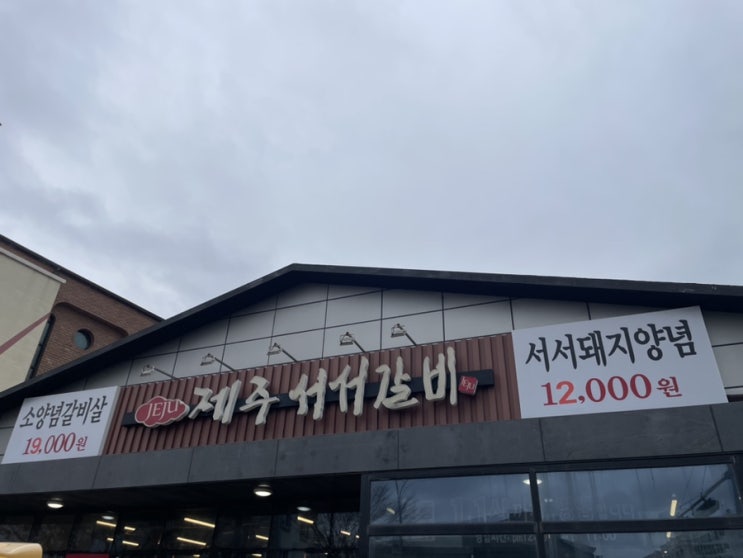 소양념갈비살
19,000원
JEJU 제주 서서갈비
서서돼지양념
12,000원